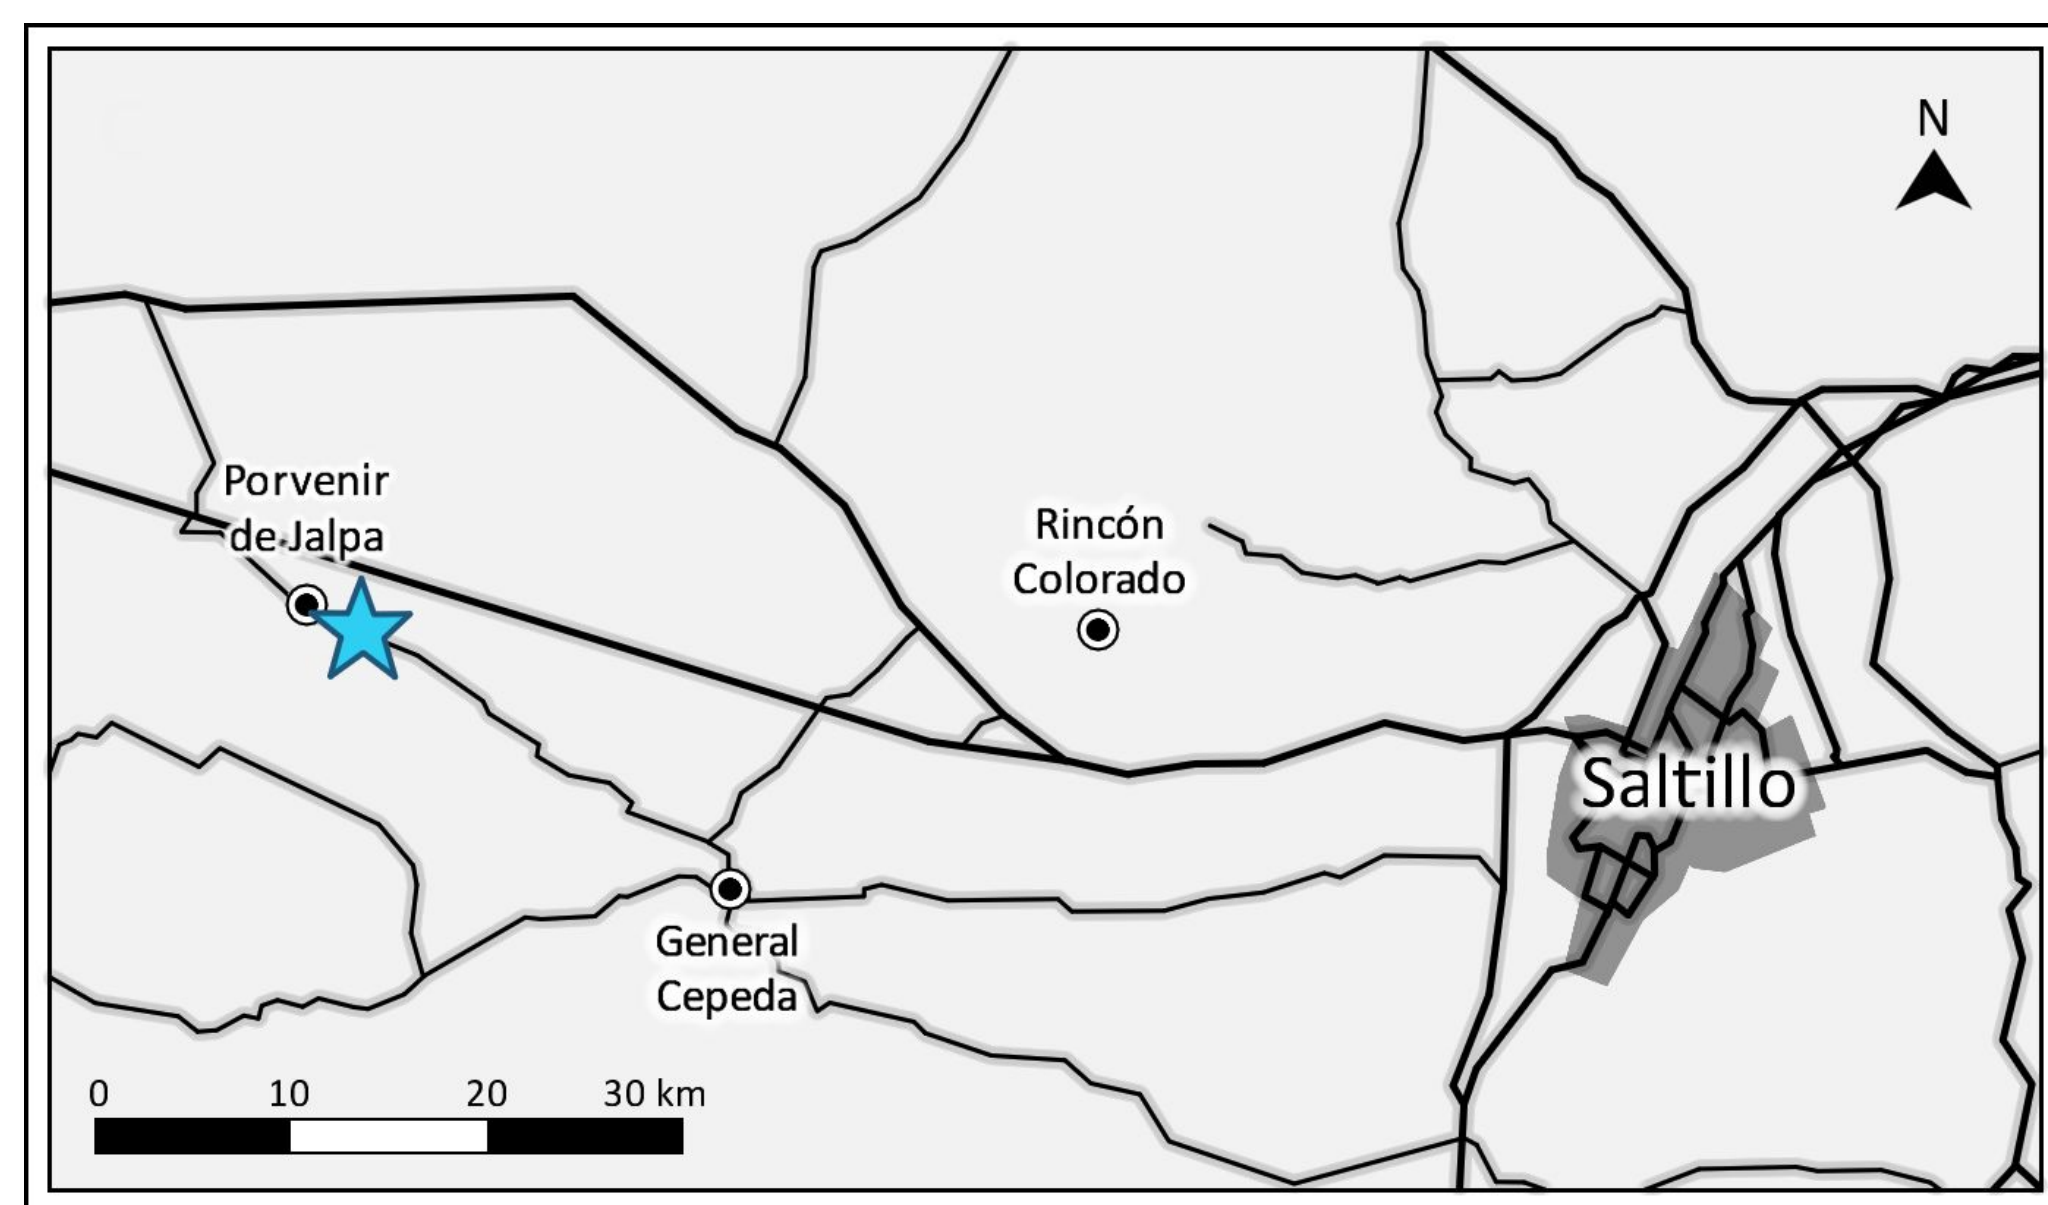 N
Porvenir
de Jalpa
Rincón
Colorado
Saltillo
General
Cepeda
0 10 20 30 km